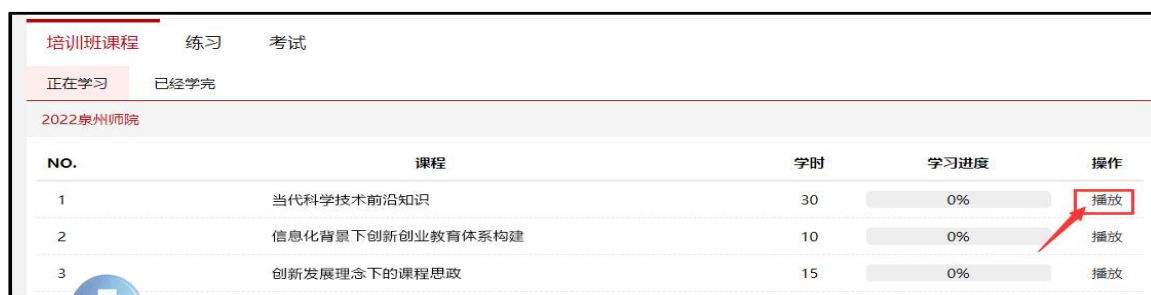 培训班课程 练习 考试
正在学习 已经学完
2022泉州师院
NO. 课程 学时 学习进度 操作
1 当代科学技术前沿知识 30 0% 播放
2 信息化背景下创新创业教育体系构建 10 0% 播放
3 创新发展理念下的课程思政 15 0% 播放